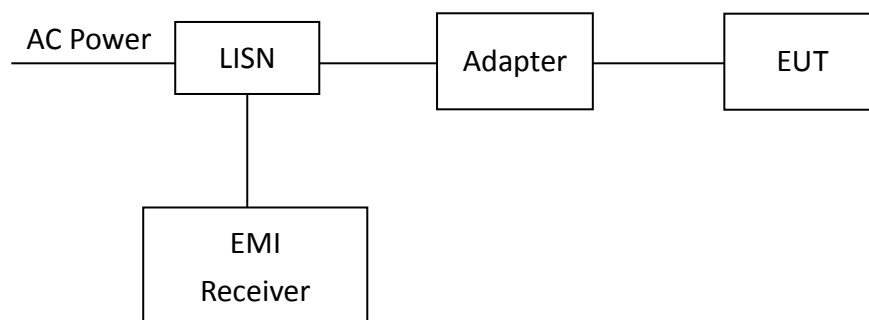 AC Power
LISN
Adapter
EUT
EMI
Receiver